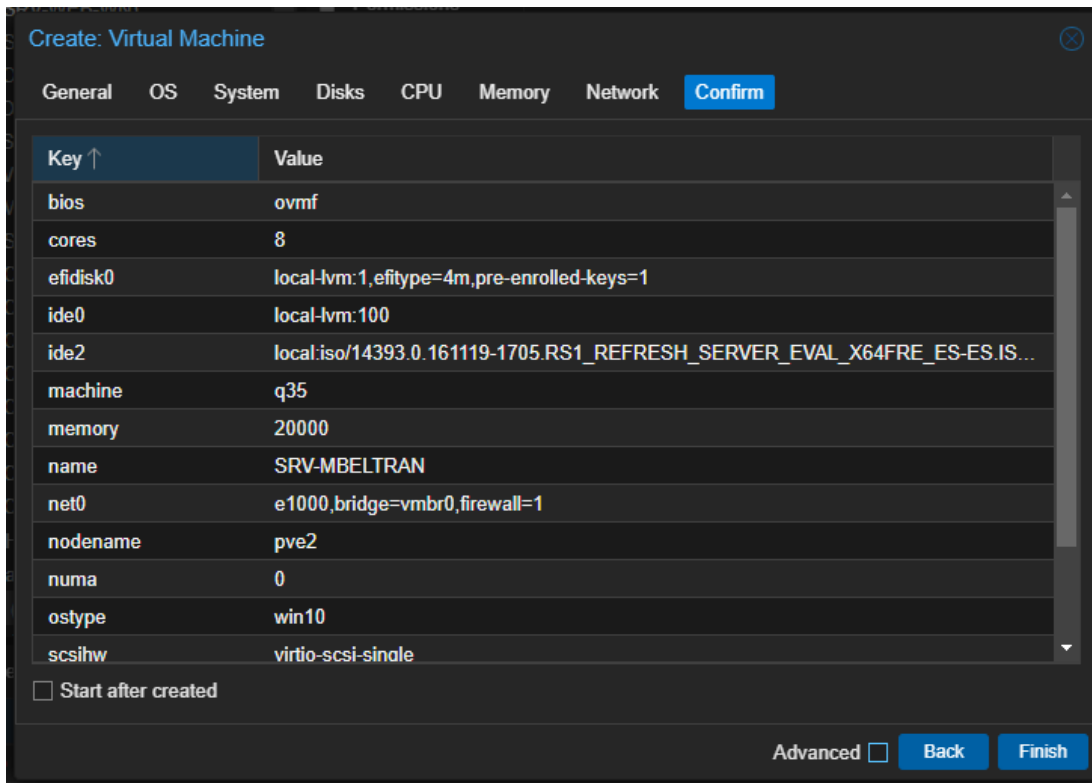 Create: Virtual Machine
General OS System Disks CPU Memory Network Confirm
Key Value
bios ovmf
cores 8
efidisk0 local-lvm:1,efitype=4m,pre-enrolled-keys=1
ide0 local-lvm:100
ide2 local:iso/14393.0.161119-1705.RS1_REFRESH_SERVER_EVAL_X64FRE_ES-ES.IS...
machine q35
memory 20000
name SRV-MBELTRAN
net0 e1000,bridge=vmbr0,firewall=1
nodename pve2
numa 0
ostype win10
scsihw virtio-scsi-single
Start after created
Advanced Back Finish